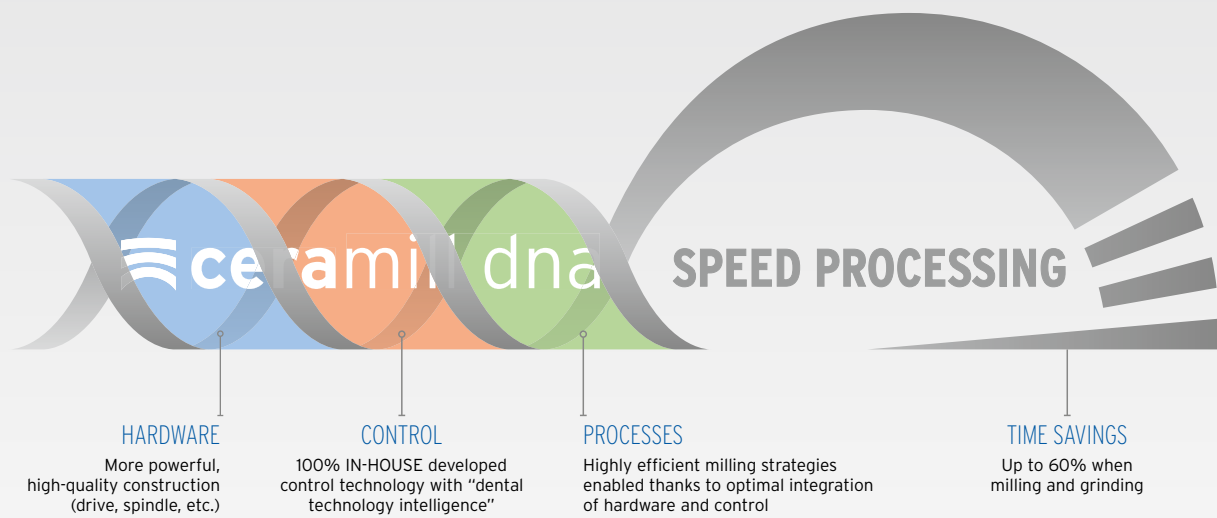 ceramill dna
SPEED PROCESSING
HARDWARE
More powerful,
high-quality construction
(drive, spindle, etc.)
CONTROL
100% IN-HOUSE developed
control technology with “dental
technology intelligence”
PROCESSES
Highly efficient milling strategies
enabled thanks to optimal integration
of hardware and control
TIME SAVINGS
Up to 60% when
milling and grinding